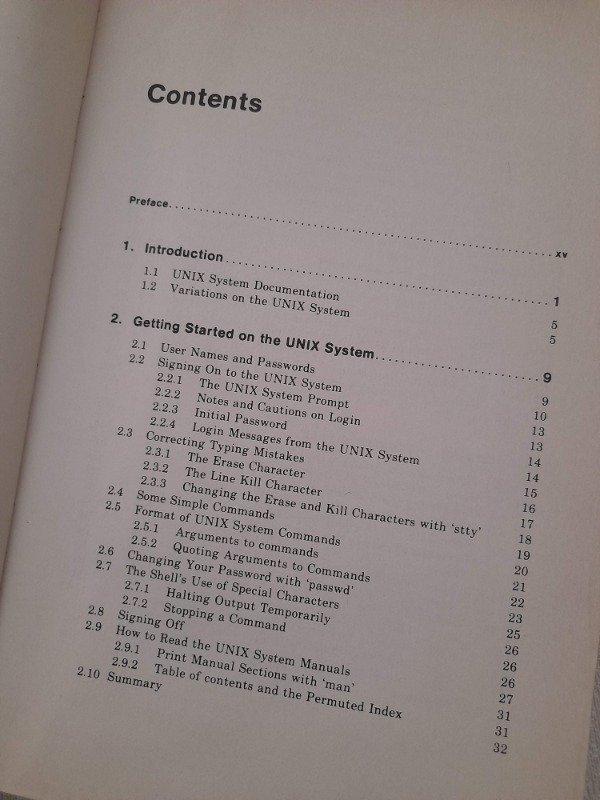 Contents
Preface. xv
1. Introduction 1
1.1 UNIX System Documentation 5
1.2 Variations on the UNIX System 5
2. Getting Started on the UNIX System 9
2.1 User Names and Passwords 9
2.2 Signing On to the UNIX System 10
2.2.1 The UNIX System Prompt 13
2.2.2 Notes and Cautions on Login 13
2.2.3 Initial Password 14
2.2.4 Login Messages from the UNIX System 14
2.3 Correcting Typing Mistakes 15
2.3.1 The Erase Character 16
2.3.2 The Line Kill Character 17
2.3.3 Changing the Erase and Kill Characters with 'stty' 18
2.4 Some Simple Commands 19
2.5 Format of UNIX System Commands 20
2.5.1 Arguments to commands 21
2.5.2 Quoting Arguments to Commands 22
2.6 Changing Your Password with 'passwd' 23
2.7 The Shell's Use of Special Characters 25
2.7.1 Halting Output Temporarily 26
2.7.2 Stopping a Command 26
2.8 Signing Off 26
2.9 How to Read the UNIX System Manuals 27
2.9.1 Print Manual Sections with 'man' 31
2.9.2 Table of contents and the Permuted Index 31
2.10 Summary 32